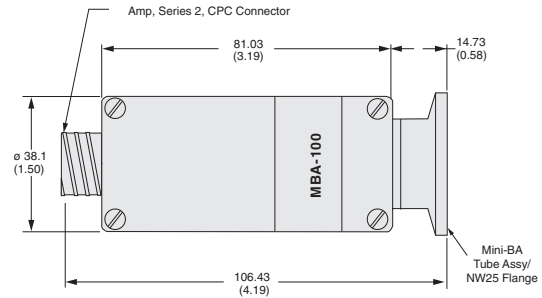 Amp, Series 2, CPC Connector
81.03
(3.19)
14.73
(0.58)
ø 38.1
(1.50)
MBA-100
Mini-BA
Tube Assy/
NW25 Flange
106.43
(4.19)